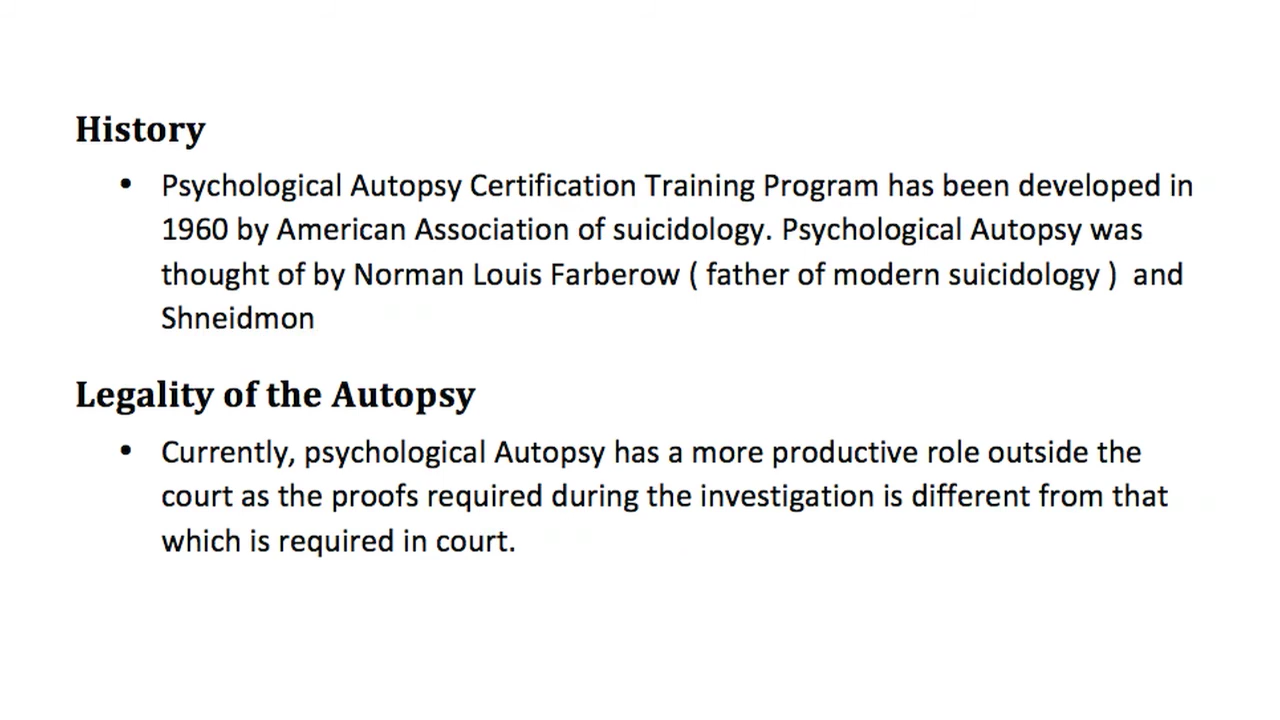 History
• Psychological Autopsy Certification Training Program has been developed in
1960 by American Association of suicidology. Psychological Autopsy was
thought of by Norman Louis Farberow ( father of modern suicidology )  and
Shneidmon
Legality of the Autopsy
• Currently, psychological Autopsy has a more productive role outside the
court as the proofs required during the investigation is different from that
which is required in court.